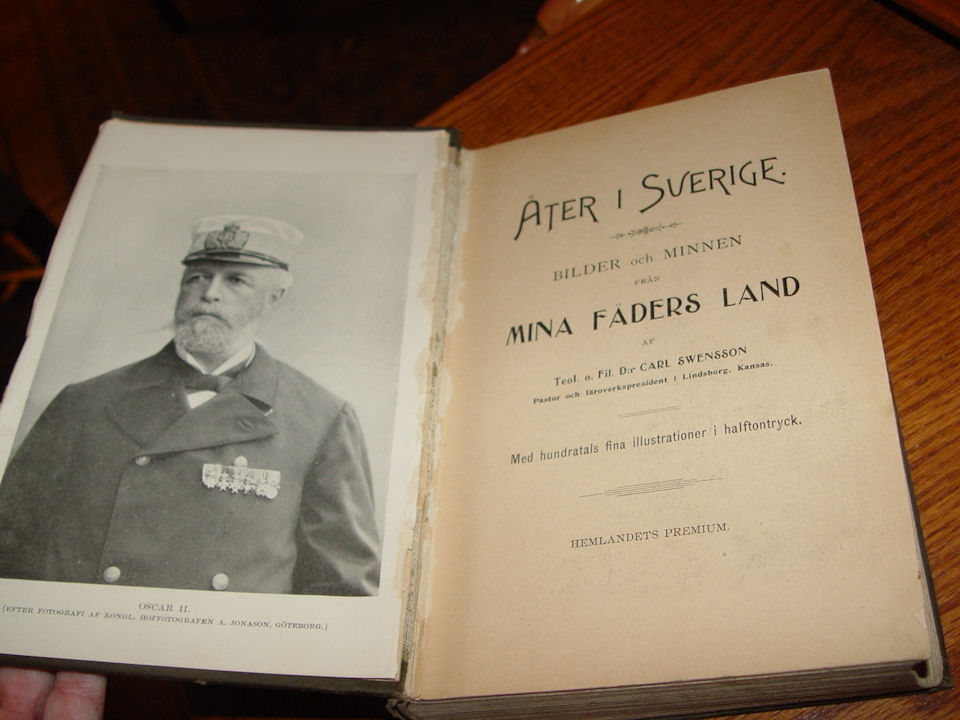 OSCAR II.
(EFTER FOTOGRAFI AF KONGL. HOFFOTOGRAFEN A. JONASON, GÖTEBORG.)
ÅTER I SVERIGE.
BILDER och MINNEN
FRÅN
MINA FÄDERS LAND
AF
Teol. o. Fil. D:r CARL SWENSSON
Pastor och läroverkspresident i Lindsborg, Kansas.
Med hundratals fina illustrationer i halftontryck.
HEMLANDETS PREMIUM.